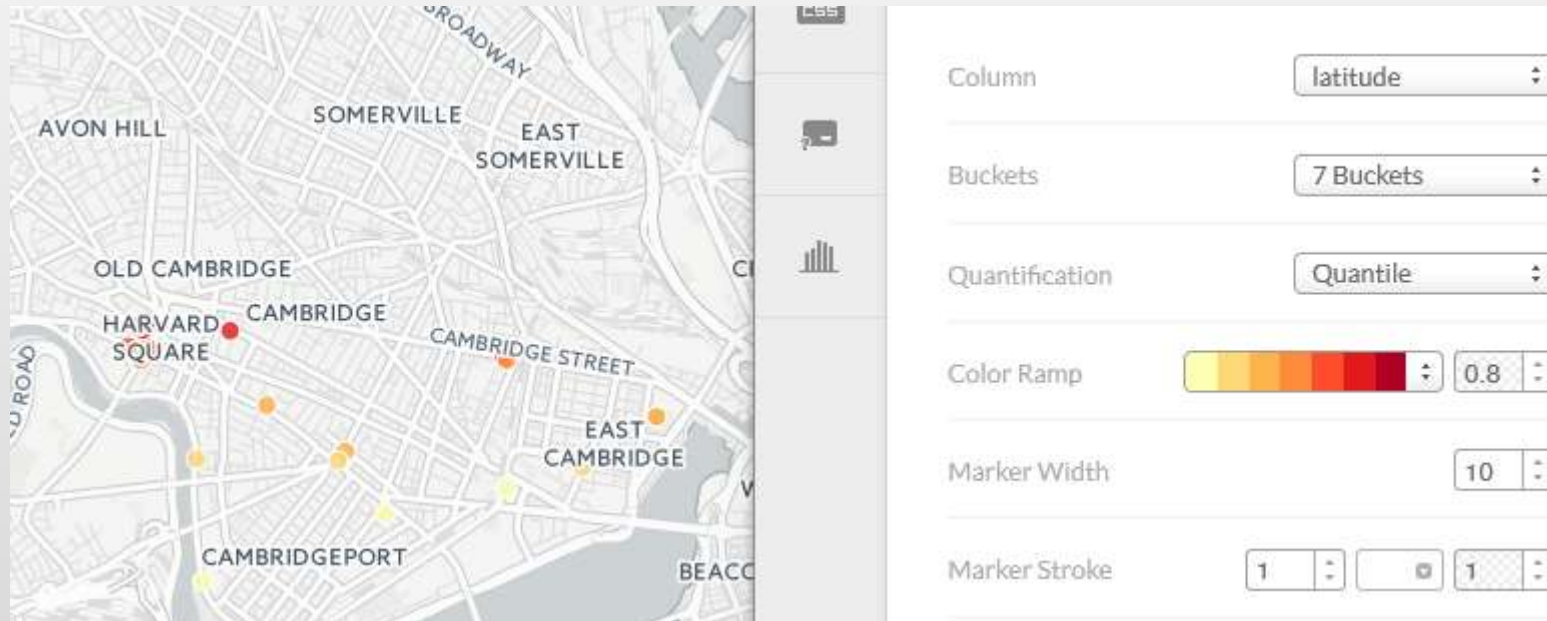 BROADWAY
AVON HILL
SOMERVILLE
EAST
SOMERVILLE
OLD CAMBRIDGE
CAMBRIDGE
HARVARD
SQUARE
CAMBRIDGE STREET
ROAD
EAST
CAMBRIDGE
CAMBRIDGEPORT
BEACC
CSS
Column
latitude
Buckets
7 Buckets
Quantification
Quantile
Color Ramp
0.8
Marker Width
10
Marker Stroke
1
1